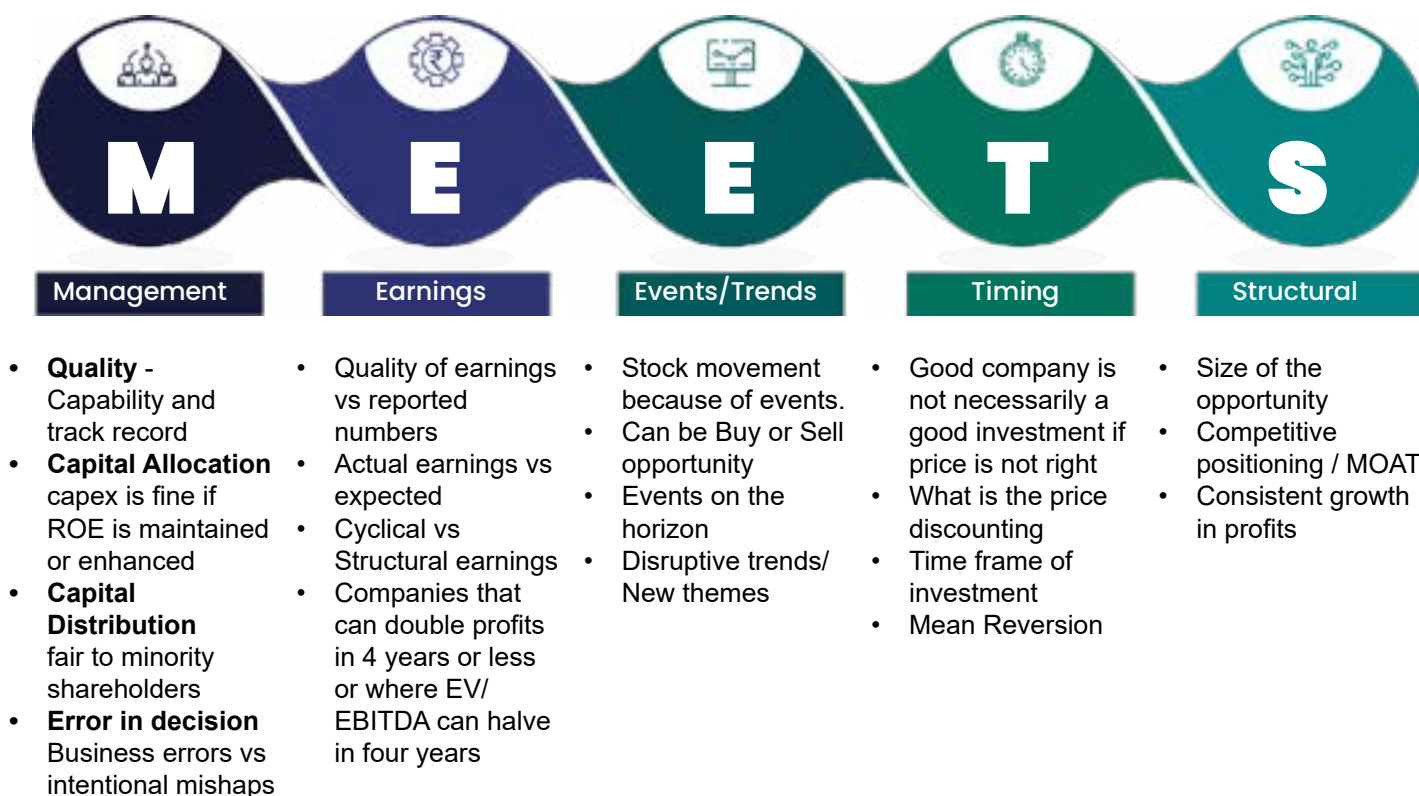 M
E
E
T
S
Management
Earnings
Events/Trends
Timing
Structural
• Quality -
Capability and
track record
• Capital Allocation
capex is fine if
ROE is maintained
or enhanced
• Capital
Distribution
fair to minority
shareholders
• Error in decision
Business errors vs
intentional mishaps
• Quality of earnings
vs reported
numbers
• Actual earnings vs
expected
• Cyclical vs
Structural earnings
• Companies that
can double profits
in 4 years or less
or where EV/
EBITDA can halve
in four years
• Stock movement
because of events.
• Can be Buy or Sell
opportunity
• Events on the
horizon
• Disruptive trends/
New themes
• Good company is
not necessarily a
good investment if
price is not right
• What is the price
discounting
• Time frame of
investment
• Mean Reversion
• Size of the
opportunity
• Competitive
positioning / MOAT
• Consistent growth
in profits